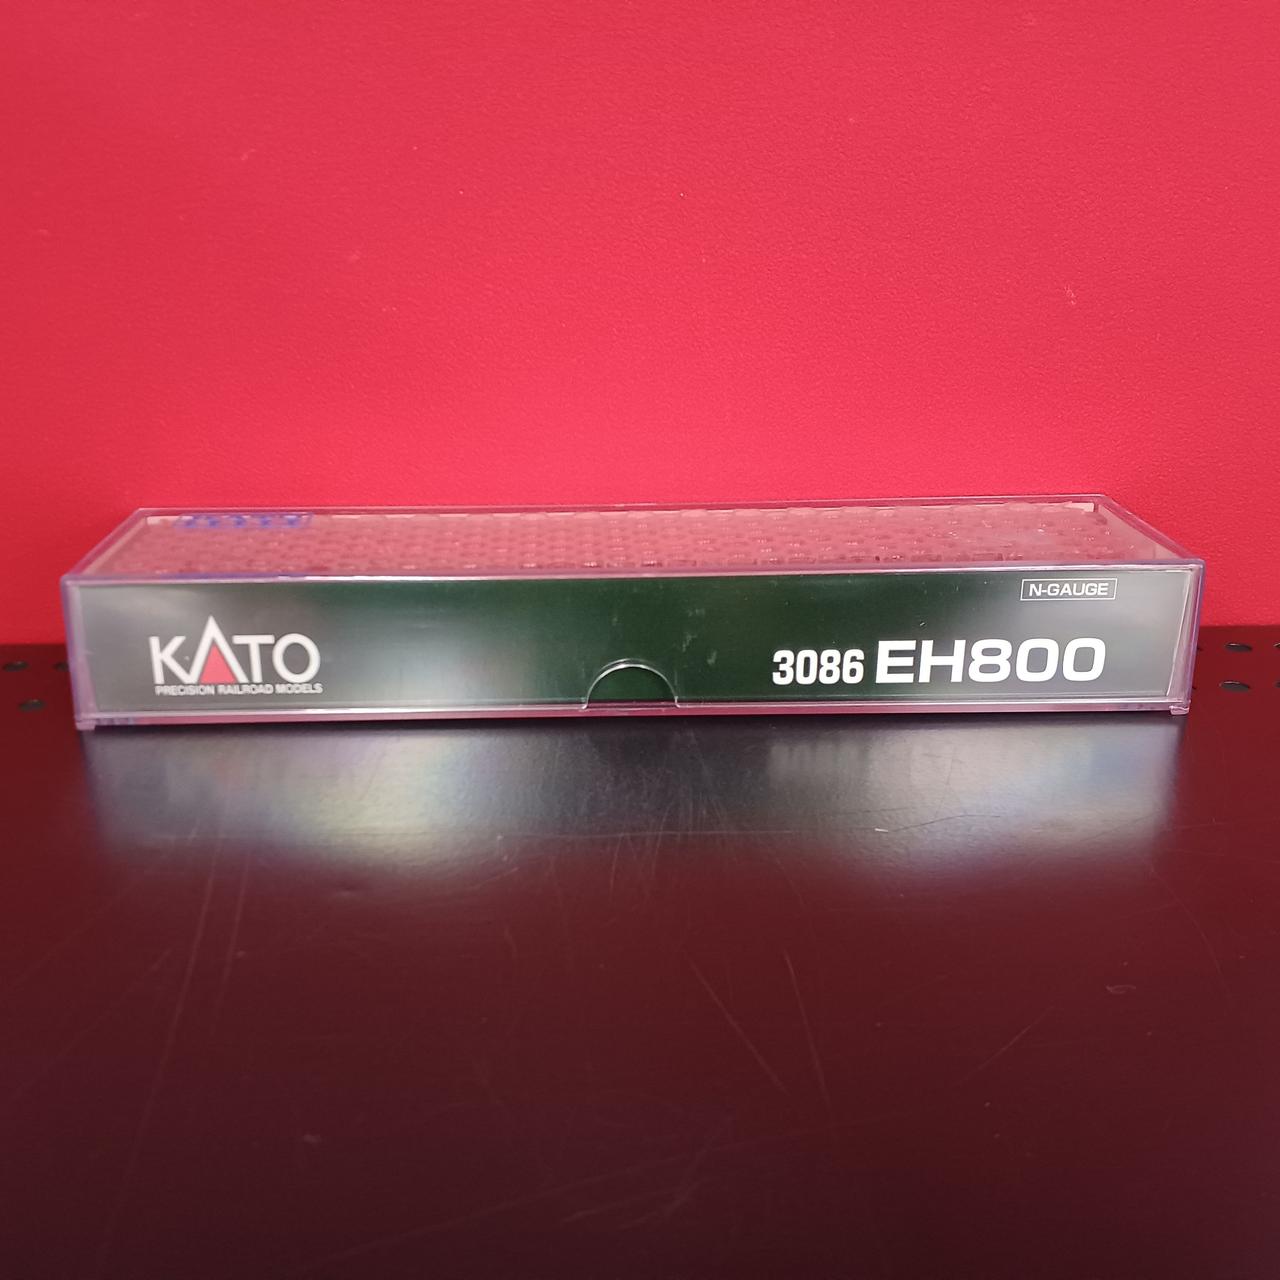 N-GAUGE
KATO
PRECISION RAILROAD MODELS
3086 EH800